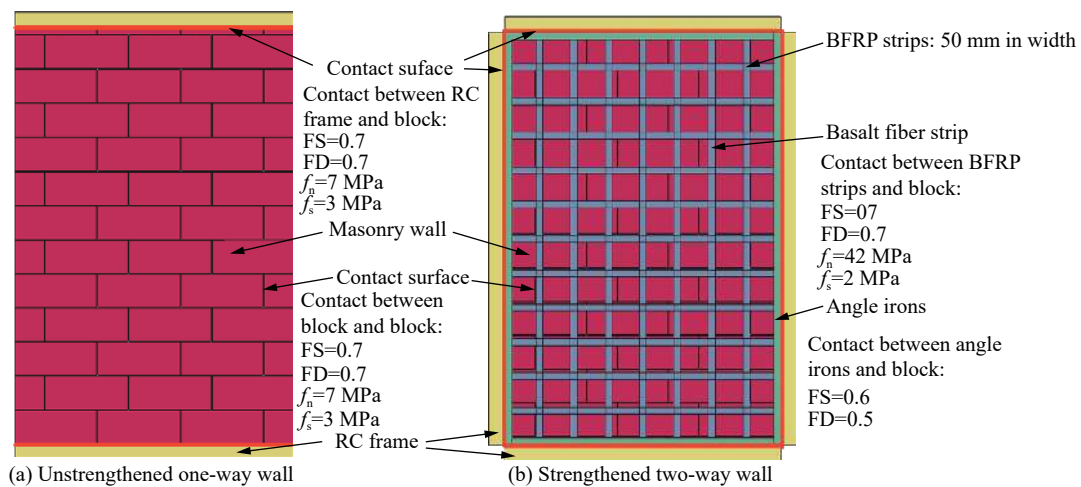 Contact suface
Contact between RC
frame and block:
FS=0.7
FD=0.7
fn=7 MPa
fs=3 MPa
Masonry wall
Contact surface
Contact between
block and block:
FS=0.7
FD=0.7
fn=7 MPa
fs=3 MPa
RC frame
BFRP strips: 50 mm in width
Basalt fiber strip
Contact between BFRP
strips and block:
FS=07
FD=0.7
fn=42 MPa
fs=2 MPa
Angle irons
Contact between angle
irons and block:
FS=0.6
FD=0.5
(a) Unstrengthened one-way wall
(b) Strengthened two-way wall